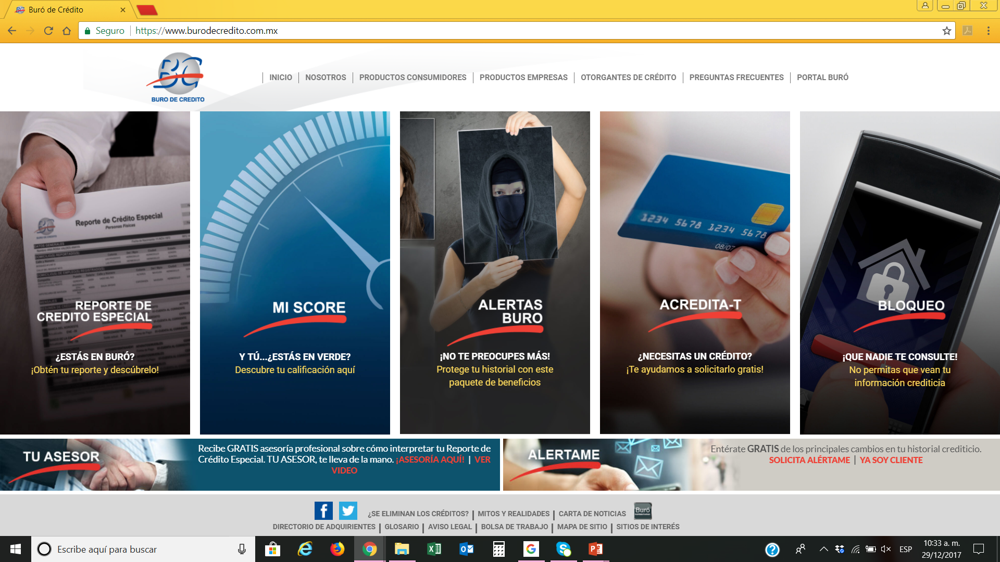 Buró de Crédito
Seguro
https://www.burodecredito.com.mx
BG
BURO DE CREDITO
INICIO
NOSOTROS
PRODUCTOS CONSUMIDORES
PRODUCTOS EMPRESAS
OTORGANTES DE CRÉDITO
PREGUNTAS FRECUENTES
PORTAL BURÓ
Reporte de Crédito Especial
Personas Físicas
REPORTE DE
CREDITO ESPECIAL
¿ESTÁS EN BURÓ?
¡Obtén tu reporte y descúbrelo!
MI SCORE
Y TÚ...¿ESTÁS EN VERDE?
Descubre tu calificación aquí
ALERTAS
BURO
¡NO TE PREOCUPES MÁS!
Protege tu historial con este
paquete de beneficios
1234 5678 1234 5678
08/07
ACREDITA-T
¿NECESITAS UN CRÉDITO?
¡Te ayudamos a solicitarlo gratis!
BLOQUEO
¡QUE NADIE TE CONSULTE!
No permitas que vean tu
información crediticia
TU ASESOR
Recibe GRATIS asesoría profesional sobre cómo interpretar tu Reporte de
Crédito Especial. TU ASESOR, te lleva de la mano. ¡ASESORÍA AQUÍ! | VER
VIDEO
ALERTAME
Entérate GRATIS de los principales cambios en tu historial crediticio.
SOLICITA ALÉRTAME | YA SOY CLIENTE
¿SE ELIMINAN LOS CRÉDITOS? | MITOS Y REALIDADES | CARTA DE NOTICIAS
Buró
DIRECTORIO DE ADQUIRIENTES | GLOSARIO | AVISO LEGAL | BOLSA DE TRABAJO | MAPA DE SITIO | SITIOS DE INTERÉS
Escribe aquí para buscar
ESP
10:33 a. m.
29/12/2017